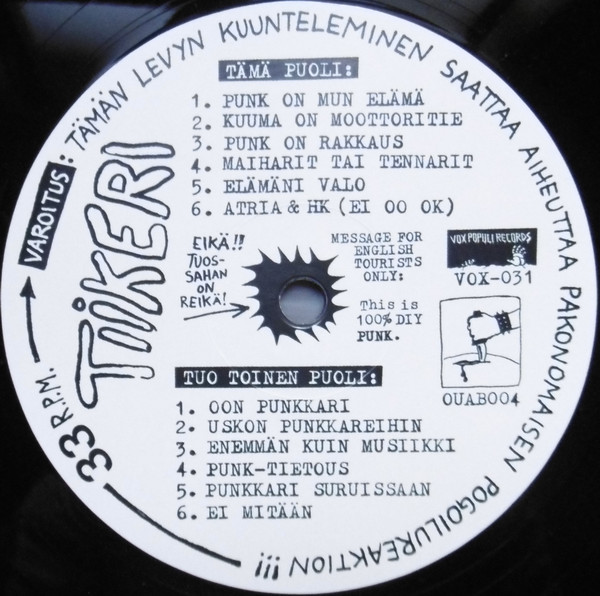 VAROITUS: TÄMÄN LEVYN KUUNTELEMINEN SAATTAA AIHEUTTAA PAKONOMAISEN POGOILUREAKTION!!!
33 R.P.M.
TIIKERI
TÄMÄ PUOLI:
1. PUNK ON MUN ELÄMÄ
2. KUUMA ON MOOTTORITIE
3. PUNK ON RAKKAUS
4. MAIHARIT TAI TENNARIT
5. ELÄMÄNI VALO
6. ATRIA & HK (EI OO OK)
EIKÄ!!
TUOS-
SAHAN
ON
REIKÄ!
MESSAGE FOR
ENGLISH
TOURISTS
ONLY:
This is
100% DIY
PUNK.
VOX POPULI RECORDS
VOX-031
OUAB004
TUO TOINEN PUOLI:
1. OON PUNKKARI
2. USKON PUNKKAREIHIN
3. ENEMMÄN KUIN MUSIIKKI
4. PUNK-TIETOUS
5. PUNKKARI SURUISSAAN
6. EI MITÄÄN